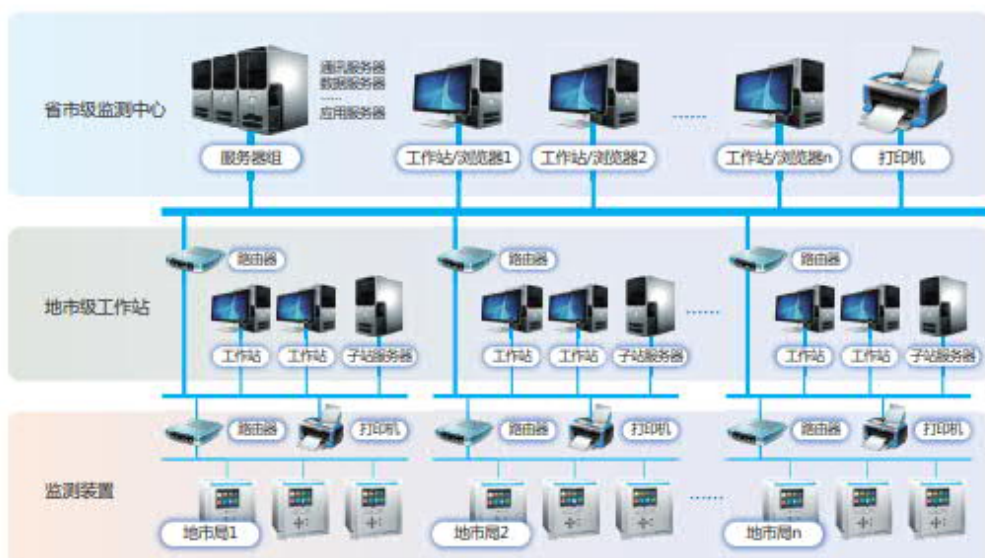 省市级监测中心
通讯服务器
数据服务器
......
应用服务器
服务器组
工作站/浏览器1
工作站/浏览器2
......
工作站/浏览器n
打印机
地市级工作站
路由器
路由器
路由器
工作站
工作站
子站服务器
工作站
工作站
子站服务器
......
工作站
工作站
子站服务器
监测装置
路由器
打印机
路由器
打印机
路由器
打印机
地市局1
地市局2
......
地市局n